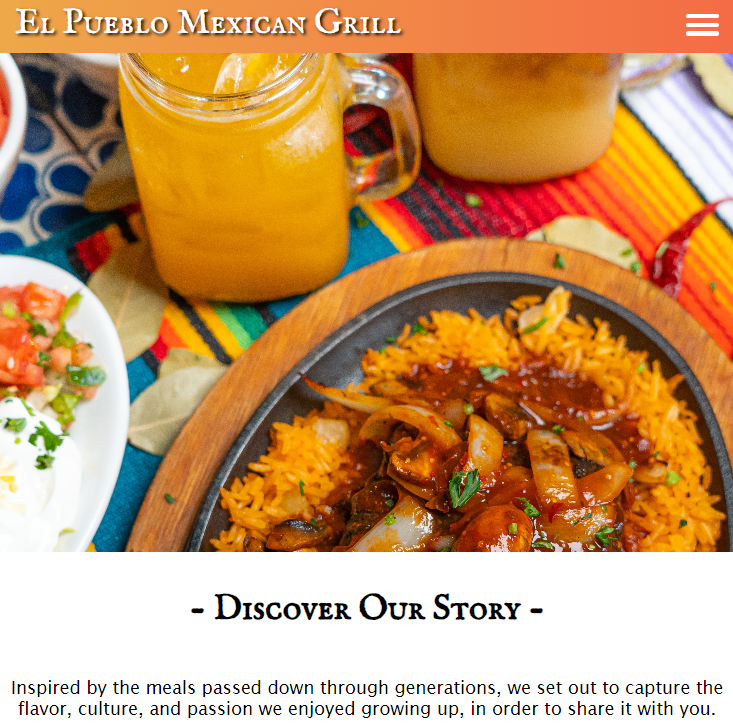 El Pueblo Mexican Grill
- Discover Our Story -
Inspired by the meals passed down through generations, we set out to capture the
flavor, culture, and passion we enjoyed growing up, in order to share it with you.